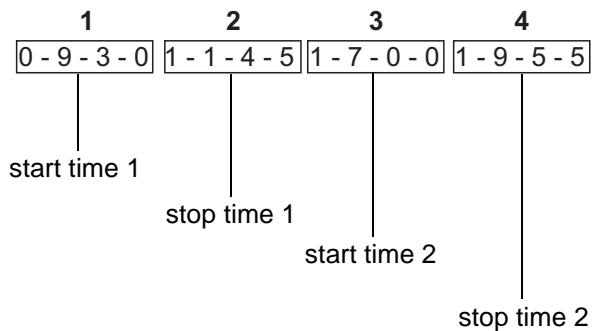 1 2 3 4
0 - 9 - 3 - 0 1 - 1 - 4 - 5 1 - 7 - 0 - 0 1 - 9 - 5 - 5
start time 1
stop time 1
start time 2
stop time 2